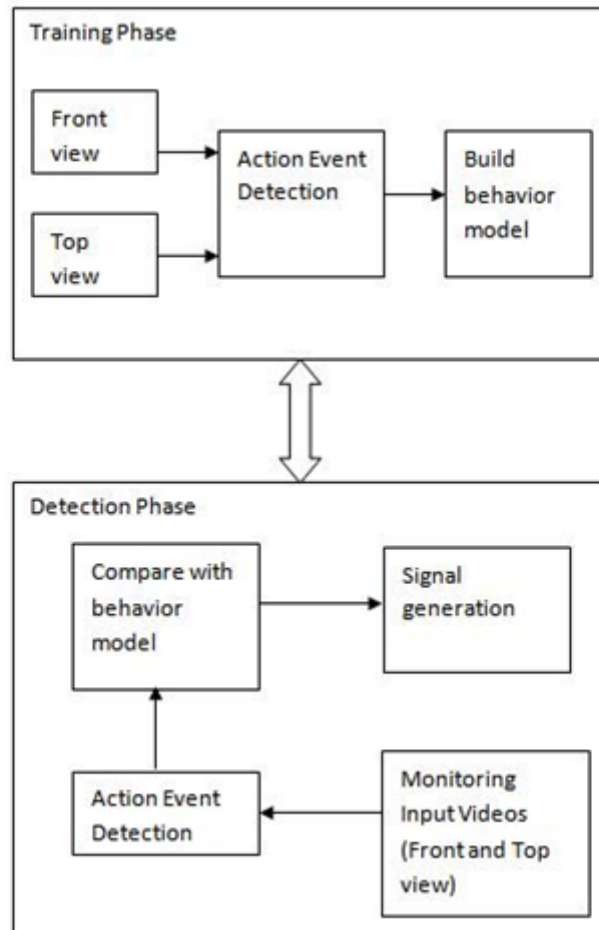 Training Phase
Front
view
Top
view
Action Event
Detection
Build
behavior
model
Detection Phase
Compare with
behavior
model
Signal
generation
Action Event
Detection
Monitoring
Input Videos
(Front and Top
view)